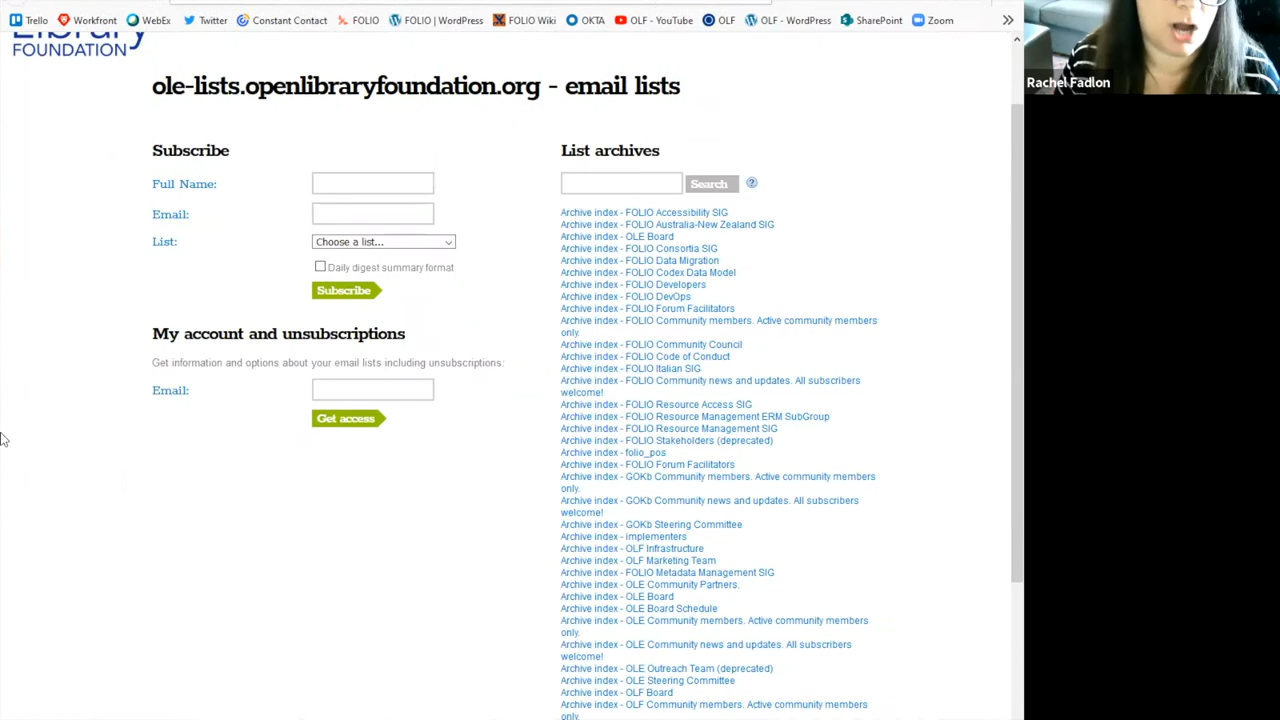 Trello Workfront WebEx Twitter Constant Contact FOLIO FOLIO | WordPress FOLIO Wiki OKTA OLF - YouTube OLF OLF - WordPress SharePoint Zoom
Library
FOUNDATION
Rachel Fadlon
ole-lists.openlibraryfoundation.org - email lists
Subscribe
Full Name:
Email:
List: Choose a list...
Daily digest summary format
Subscribe
My account and unsubscriptions
Get information and options about your email lists including unsubscriptions:
Email:
Get access
List archives
Search ?
Archive index - FOLIO Accessibility SIG
Archive index - FOLIO Australia-New Zealand SIG
Archive index - OLE Board
Archive index - FOLIO Consortia SIG
Archive index - FOLIO Data Migration
Archive index - FOLIO Codex Data Model
Archive index - FOLIO Developers
Archive index - FOLIO DevOps
Archive index - FOLIO Forum Facilitators
Archive index - FOLIO Community members. Active community members
only.
Archive index - FOLIO Community Council
Archive index - FOLIO Code of Conduct
Archive index - FOLIO Italian SIG
Archive index - FOLIO Community news and updates. All subscribers
welcome!
Archive index - FOLIO Resource Access SIG
Archive index - FOLIO Resource Management ERM SubGroup
Archive index - FOLIO Resource Management SIG
Archive index - FOLIO Stakeholders (deprecated)
Archive index - folio_pos
Archive index - FOLIO Forum Facilitators
Archive index - GOKb Community members. Active community members
only.
Archive index - GOKb Community news and updates. All subscribers
welcome!
Archive index - GOKb Steering Committee
Archive index - implementers
Archive index - OLF Infrastructure
Archive index - OLF Marketing Team
Archive index - FOLIO Metadata Management SIG
Archive index - OLE Community Partners.
Archive index - OLE Board
Archive index - OLE Board Schedule
Archive index - OLE Community members. Active community members
only.
Archive index - OLE Community news and updates. All subscribers
welcome!
Archive index - OLE Outreach Team (deprecated)
Archive index - OLE Steering Committee
Archive index - OLF Board
Archive index - OLF Community members. Active community members
only.